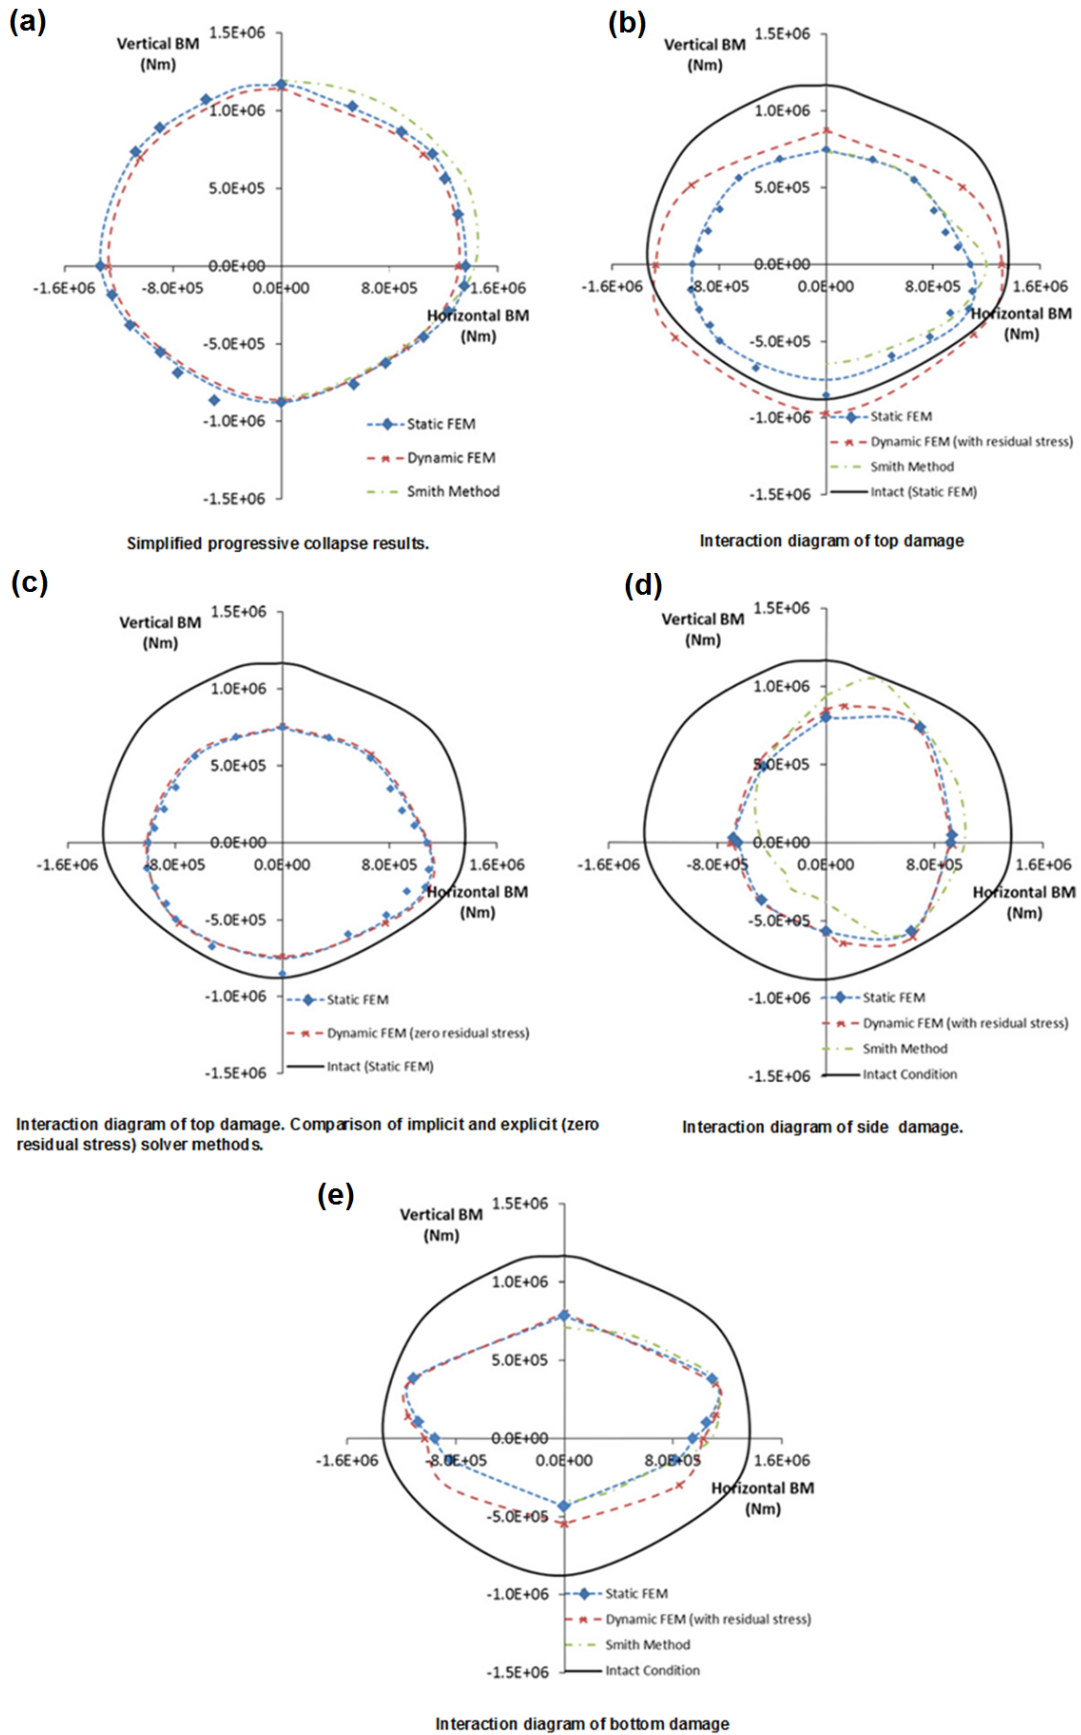 (a)
Vertical BM
(Nm)
1.5E+06
1.0E+06
5.0E+05
0.0E+00
-1.6E+06 -8.0E+05 0.0E+00 8.0E+05 1.6E+06
Horizontal BM
(Nm)
-5.0E+05
-1.0E+06
-1.5E+06
Static FEM
Dynamic FEM
Smith Method
Simplified progressive collapse results.
(b)
Vertical BM
(Nm)
1.5E+06
1.0E+06
5.0E+05
0.0E+00
-1.6E+06 -8.0E+05 0.0E+00 8.0E+05 1.6E+06
Horizontal BM
(Nm)
-5.0E+05
-1.0E+06
-1.5E+06
Static FEM
Dynamic FEM (with residual stress)
Smith Method
Intact (Static FEM)
Interaction diagram of top damage
(c)
Vertical BM
(Nm)
1.5E+06
1.0E+06
5.0E+05
0.0E+00
-1.6E+06 -8.0E+05 0.0E+00 8.0E+05 1.6E+06
Horizontal BM
(Nm)
-5.0E+05
-1.0E+06
-1.5E+06
Static FEM
Dynamic FEM (zero residual stress)
Intact (Static FEM)
Interaction diagram of top damage. Comparison of implicit and explicit (zero
residual stress) solver methods.
(d)
Vertical BM
(Nm)
1.5E+06
1.0E+06
5.0E+05
0.0E+00
-1.6E+06 -8.0E+05 0.0E+00 8.0E+05 1.6E+06
Horizontal BM
(Nm)
-5.0E+05
-1.0E+06
-1.5E+06
Static FEM
Dynamic FEM (with residual stress)
Smith Method
Intact Condition
Interaction diagram of side damage.
(e)
Vertical BM
(Nm)
1.5E+06
1.0E+06
5.0E+05
0.0E+00
-1.6E+06 -8.0E+05 0.0E+00 8.0E+05 1.6E+06
Horizontal BM
(Nm)
-5.0E+05
-1.0E+06
-1.5E+06
Static FEM
Dynamic FEM (with residual stress)
Smith Method
Intact Condition
Interaction diagram of bottom damage